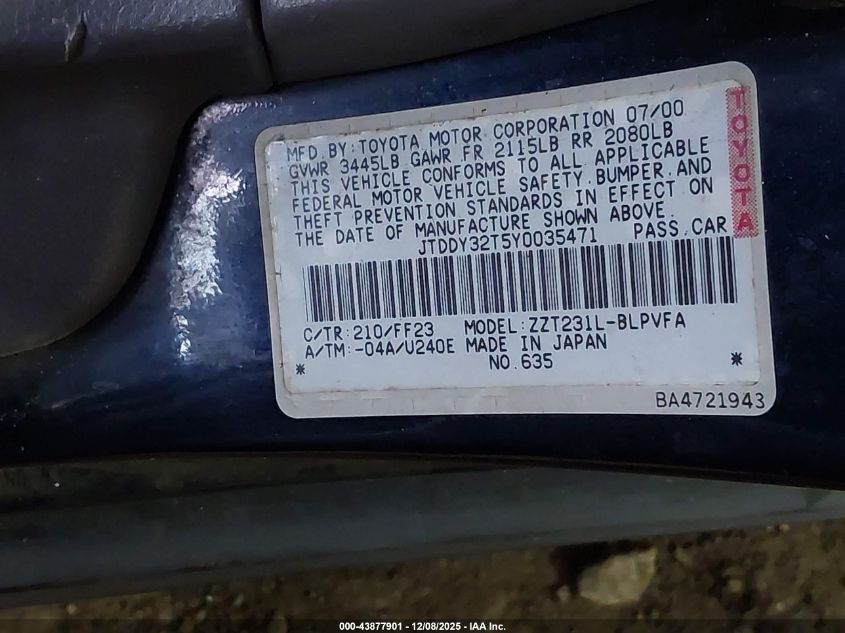 MFD.BY:TOYOTA MOTOR CORPORATION 07/00
GVWR 3445LB GAWR FR 2115LB RR 2080LB
THIS VEHICLE CONFORMS TO ALL APPLICABLE
FEDERAL MOTOR VEHICLE SAFETY,BUMPER,AND
THEFT PREVENTION STANDARDS IN EFFECT ON
THE DATE OF MANUFACTURE SHOWN ABOVE.
JTDDY32T5Y0035471 PASS.CAR
TOYOTA
C/TR:210/FF23 MODEL:ZZT231L-BLPVFA
A/TM:-04A/U240E MADE IN JAPAN
* NO.635 *
BA4721943
000-43877901 - 12/08/2025 - IAA Inc.